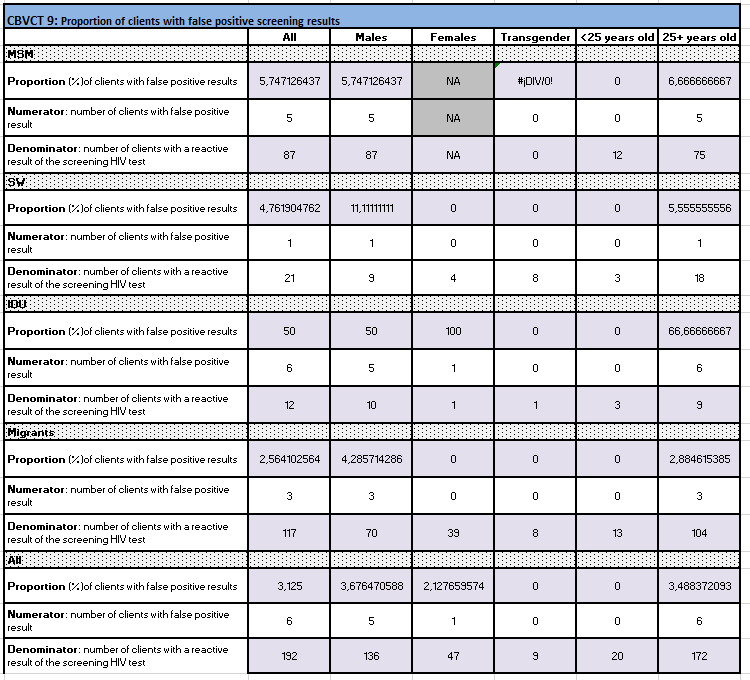 CBVCT 9: Proportion of clients with false positive screening results
All Males Females Transgender <25 years old 25+ years old
MSM
Proportion (%)of clients with false positive results 5,747126437 5,747126437 NA #¡DIV/0! 0 6,666666667
Numerator: number of clients with false positive
result 5 5 NA 0 0 5
Denominator: number of clients with a reactive
result of the screening HIV test 87 87 NA 0 12 75
SW
Proportion (%)of clients with false positive results 4,761904762 11,11111111 0 0 0 5,555555556
Numerator: number of clients with false positive
result 1 1 0 0 0 1
Denominator: number of clients with a reactive
result of the screening HIV test 21 9 4 8 3 18
IDU
Proportion (%)of clients with false positive results 50 50 100 0 0 66,66666667
Numerator: number of clients with false positive
result 6 5 1 0 0 6
Denominator: number of clients with a reactive
result of the screening HIV test 12 10 1 1 3 9
Migrants
Proportion (%)of clients with false positive results 2,564102564 4,285714286 0 0 0 2,884615385
Numerator: number of clients with false positive
result 3 3 0 0 0 3
Denominator: number of clients with a reactive
result of the screening HIV test 117 70 39 8 13 104
All
Proportion (%)of clients with false positive results 3,125 3,676470588 2,127659574 0 0 3,488372093
Numerator: number of clients with false positive
result 6 5 1 0 0 6
Denominator: number of clients with a reactive
result of the screening HIV test 192 136 47 9 20 172